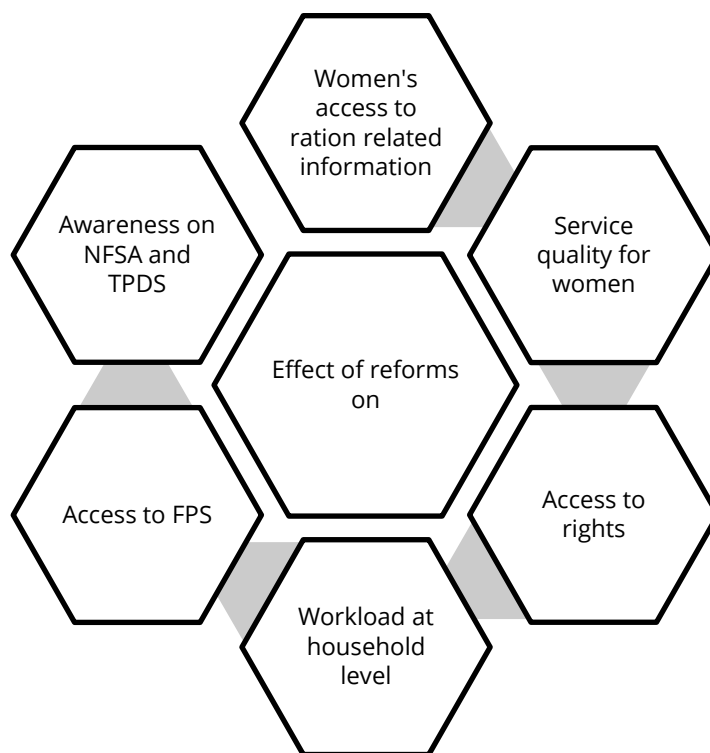 Women's
access to
ration related
information
Awareness on
NFSA and
TPDS
Service
quality for
women
Effect of reforms
on
Access to FPS
Access to
rights
Workload at
household
level